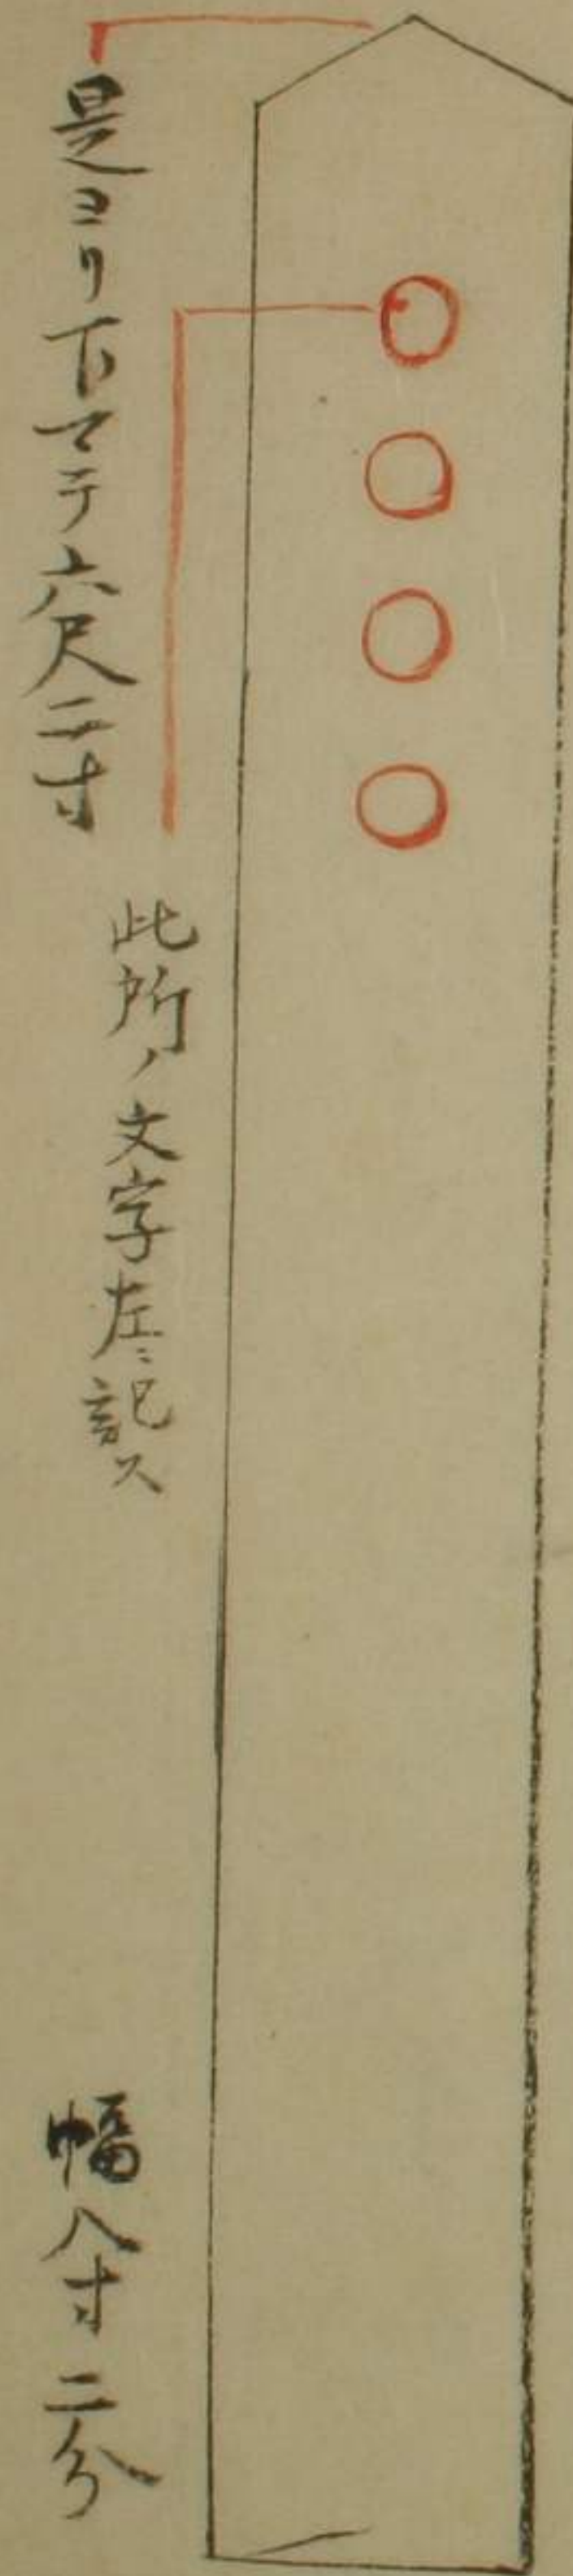 是ヨリ下マテ六尺二寸
此所ノ文字左ニ記ス
幅八寸二分